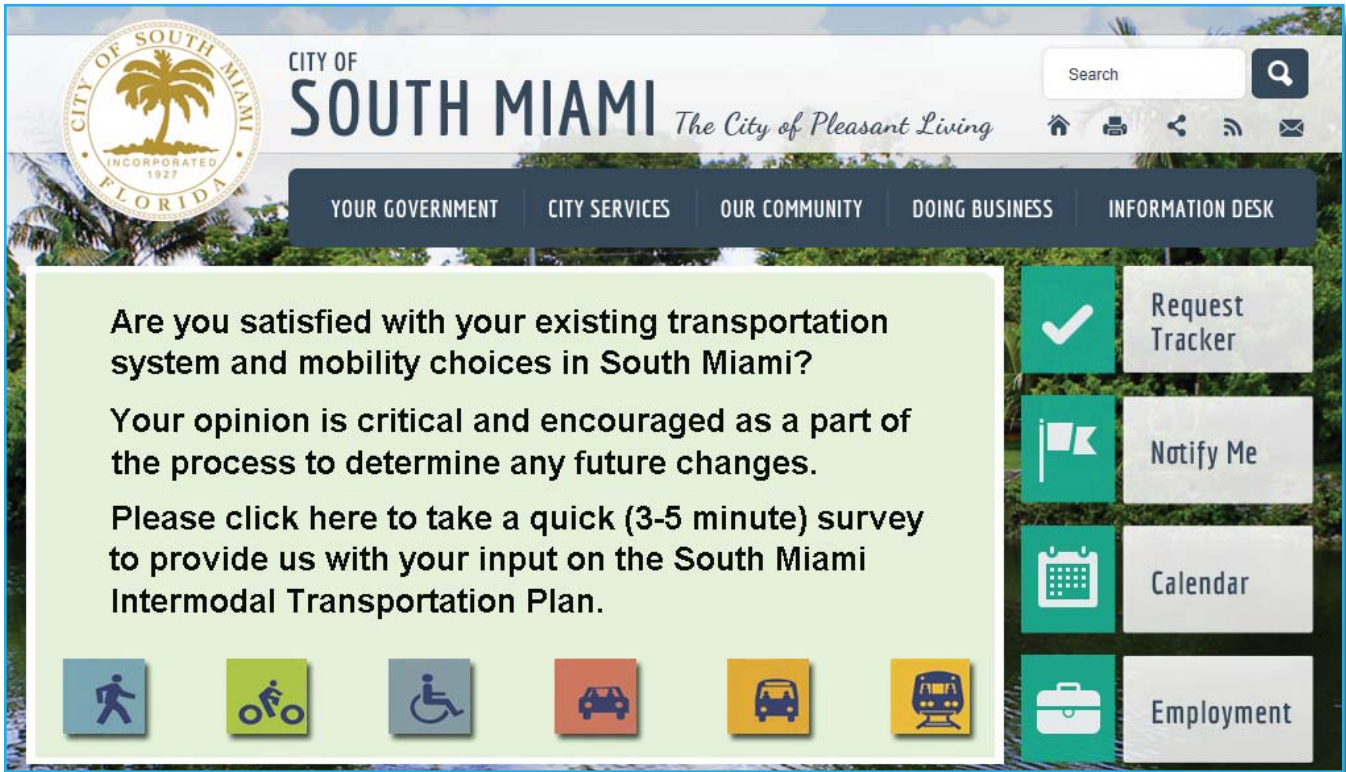 CITY OF SOUTH MIAMI
INCORPORATED
1927
FLORIDA
CITY OF
SOUTH MIAMI The City of Pleasant Living
Search
YOUR GOVERNMENT CITY SERVICES OUR COMMUNITY DOING BUSINESS INFORMATION DESK
Are you satisfied with your existing transportation
system and mobility choices in South Miami?
Your opinion is critical and encouraged as a part of
the process to determine any future changes.
Please click here to take a quick (3-5 minute) survey
to provide us with your input on the South Miami
Intermodal Transportation Plan.
Request
Tracker
Notify Me
Calendar
Employment